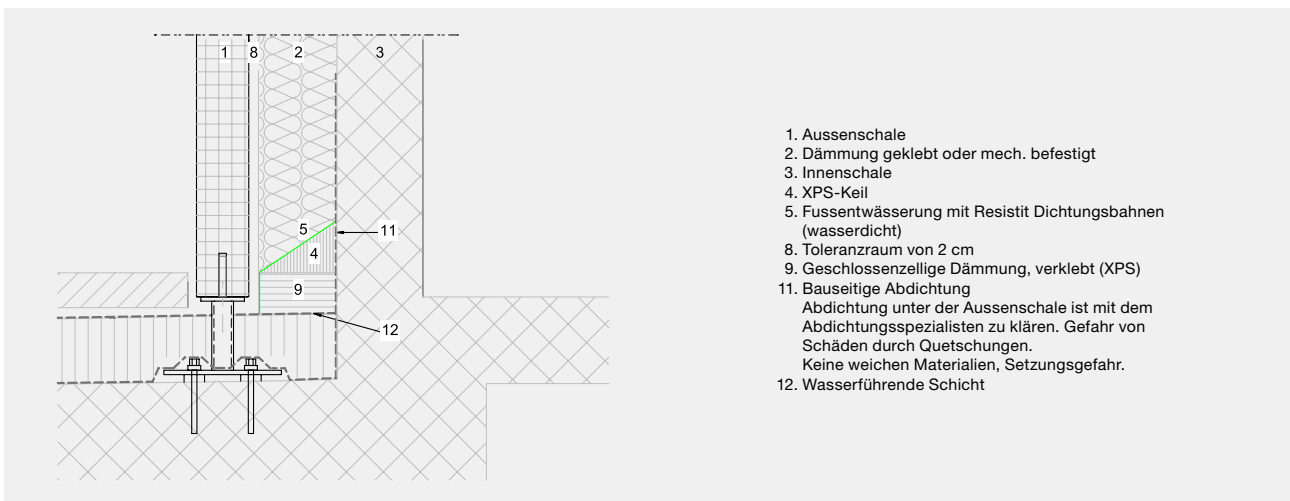 1 8 2 3
5
11
4
9
12
1. Aussenschale
2. Dämmung geklebt oder mech. befestigt
3. Innenschale
4. XPS-Keil
5. Fussentwässerung mit Resistit Dichtungsbahnen
(wasserdicht)
8. Toleranzraum von 2 cm
9. Geschlossenzellige Dämmung, verklebt (XPS)
11. Bauseitige Abdichtung
Abdichtung unter der Aussenschale ist mit dem
Abdichtungsspezialisten zu klären. Gefahr von
Schäden durch Quetschungen.
Keine weichen Materialien, Setzungsgefahr.
12. Wasserführende Schicht